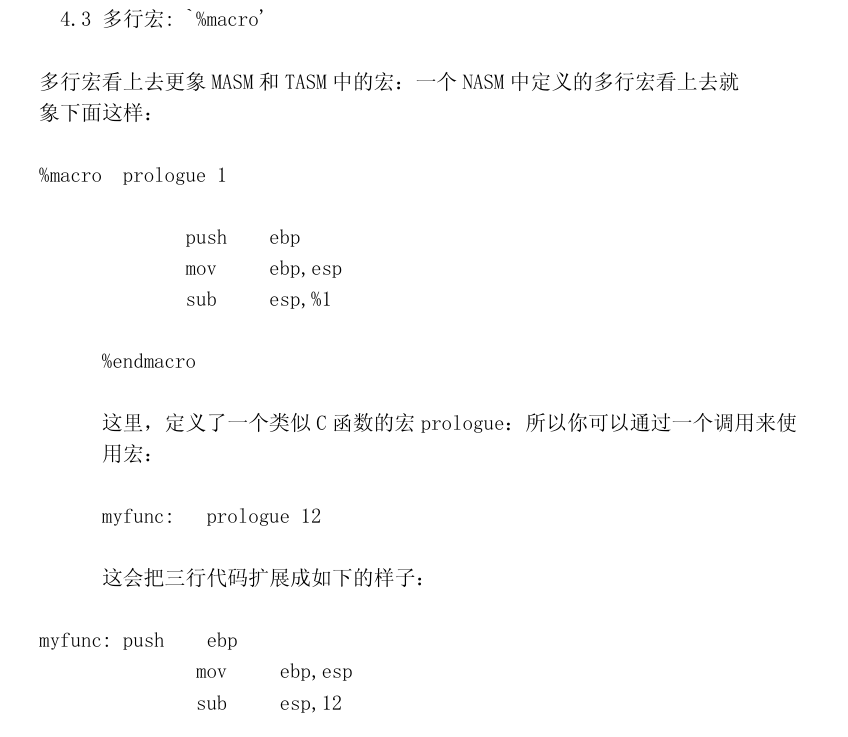 4.3 多行宏: `%macro'
多行宏看上去更象 MASM 和 TASM 中的宏：一个 NASM 中定义的多行宏看上去就
象下面这样：
%macro  prologue 1
push    ebp
mov     ebp,esp
sub     esp,%1
%endmacro
这里，定义了一个类似 C 函数的宏 prologue：所以你可以通过一个调用来使
用宏：
myfunc:   prologue 12
这会把三行代码扩展成如下的样子：
myfunc: push    ebp
mov     ebp,esp
sub     esp,12